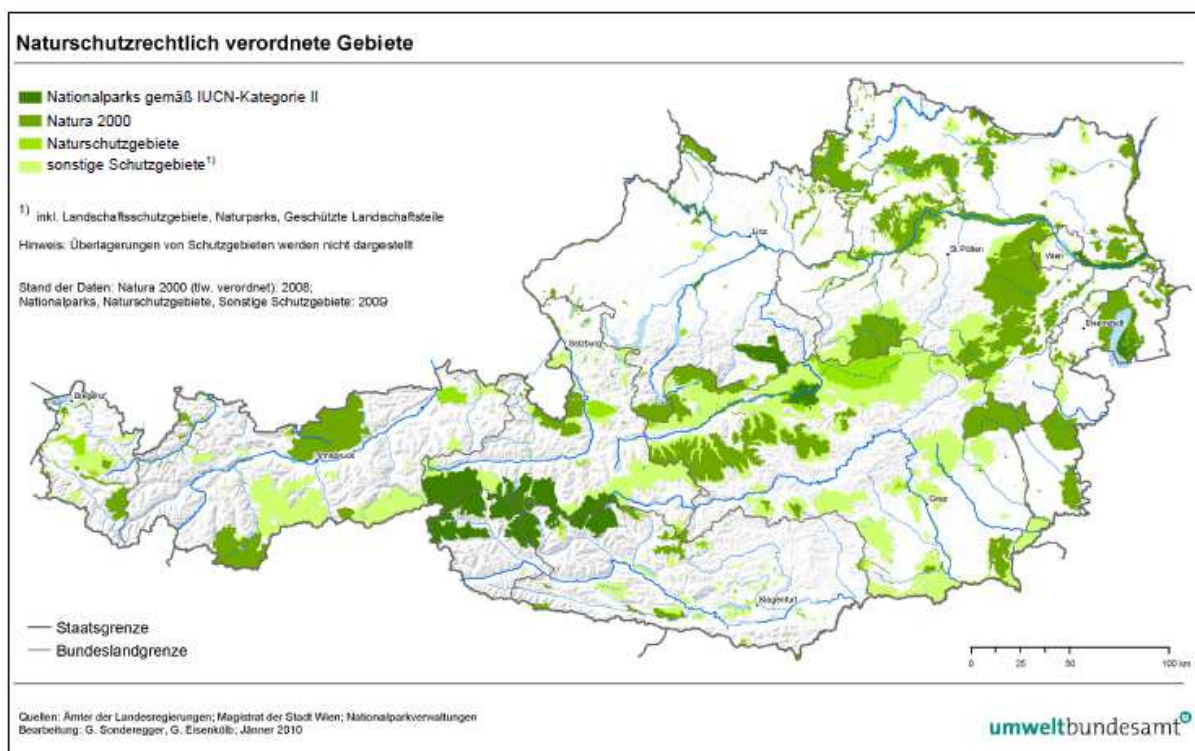 Naturschutzrechtlich verordnete Gebiete
Nationalparks gemäß IUCN-Kategorie II
Natura 2000
Naturschutzgebiete
sonstige Schutzgebiete1)
1) inkl. Landschaftsschutzgebiete, Naturparks, Geschützte Landschaftsteile
Hinweis: Überlagerungen von Schutzgebieten werden nicht dargestellt
Stand der Daten: Natura 2000 (tlw. verordnet): 2008;
Nationalparks, Naturschutzgebiete, Sonstige Schutzgebiete: 2009
Linz
St. Pölten
Wien
Eisenstadt
Salzburg
Bregenz
Innsbruck
Graz
Klagenfurt
Staatsgrenze
Bundeslandgrenze
0 25 50 100 km
Quellen: Ämter der Landesregierungen; Magistrat der Stadt Wien; Nationalparkverwaltungen
Bearbeitung: G. Sonderegger, G. Eisenkölb; Jänner 2010
umweltbundesamt